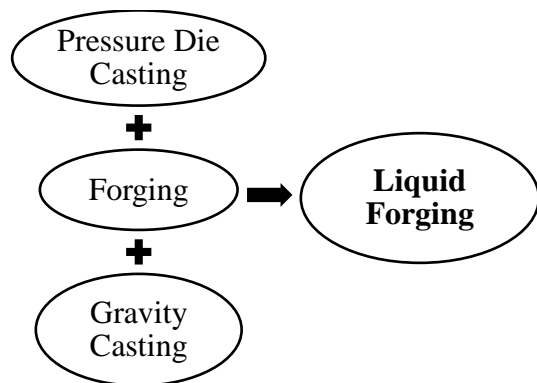 Pressure Die
Casting
+
Forging
+
Gravity
Casting
Liquid
Forging